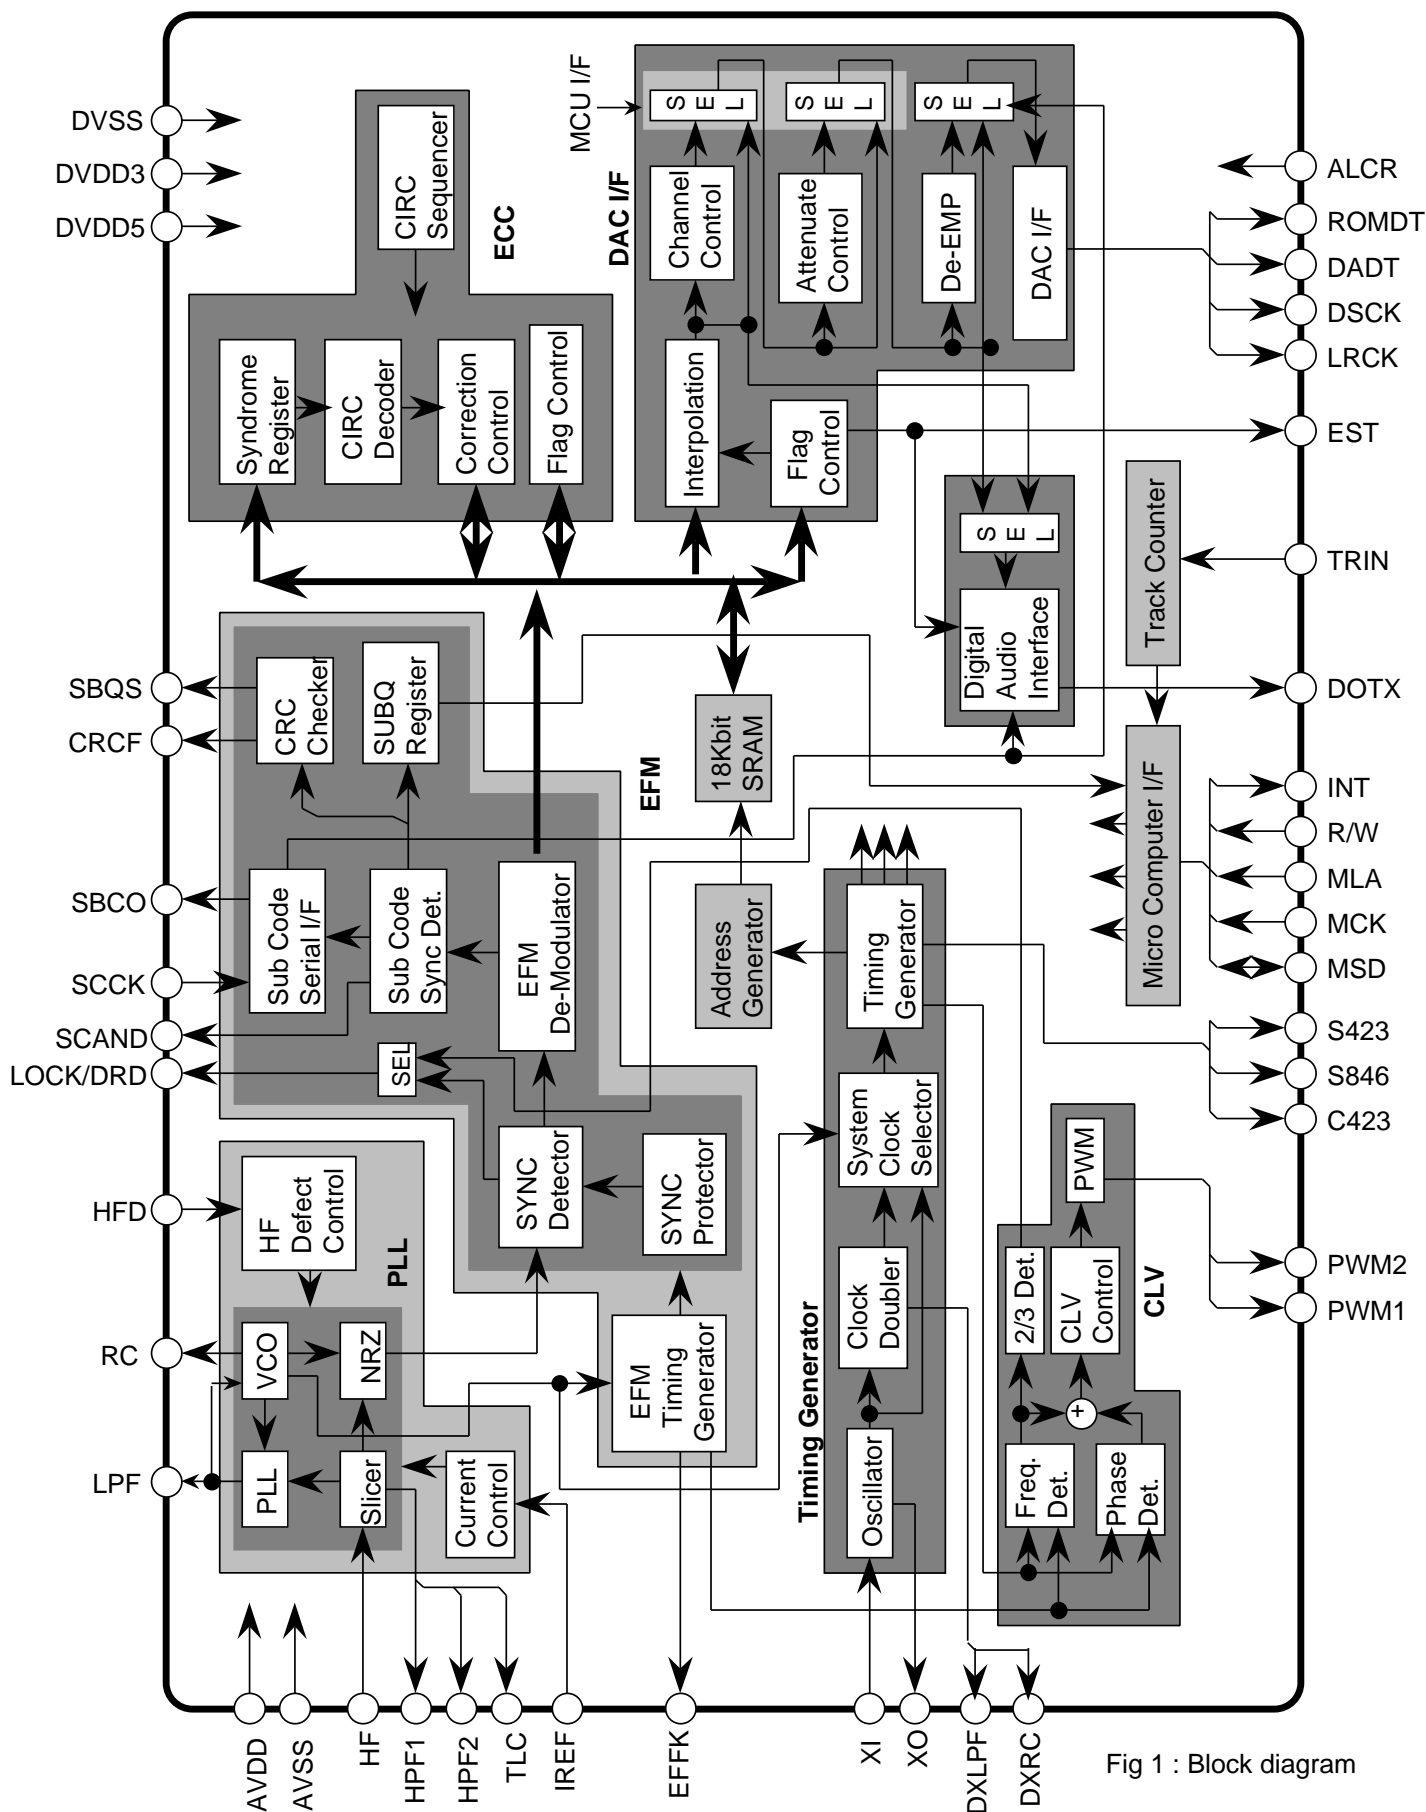 DVSS
DVDD3
DVDD5
SBQS
CRCF
SBCO
SCCK
SCAND
LOCK/DRD
HFD
RC
LPF
CIRC
Sequencer
ECC
Syndrome
Register
CIRC
Decoder
Correction
Control
Flag Control
MCU I/F
DAC I/F
S E L
S E L
S E L
Channel
Control
Attenuate
Control
De-EMP
DAC I/F
Interpolation
Flag
Control
S E L
Digital
Audio
Interface
Track Counter
Micro Computer I/F
CRC
Checker
SUBQ
Register
EFM
18Kbit
SRAM
Sub Code
Serial I/F
Sub Code
Sync Det.
EFM
De-Modulator
Address
Generator
Timing
Generator
SEL
SYNC
Detector
SYNC
Protector
System
Clock
Selector
HF
Defect
Control
PLL
VCO
NRZ
PLL
Slicer
Current
Control
EFM
Timing
Generator
Timing Generator
Clock
Doubler
Oscillator
PWM
2/3 Det.
CLV
Control
CLV
+
Freq.
Det.
Phase
Det.
ALCR
ROMDT
DADT
DSCK
LRCK
EST
TRIN
DOTX
INT
R/W
MLA
MCK
MSD
S423
S846
C423
PWM2
PWM1
AVDD
AVSS
HF
HPF1
HPF2
TLC
IREF
EFFK
XI
XO
DXLPF
DXRC
Fig 1 : Block diagram